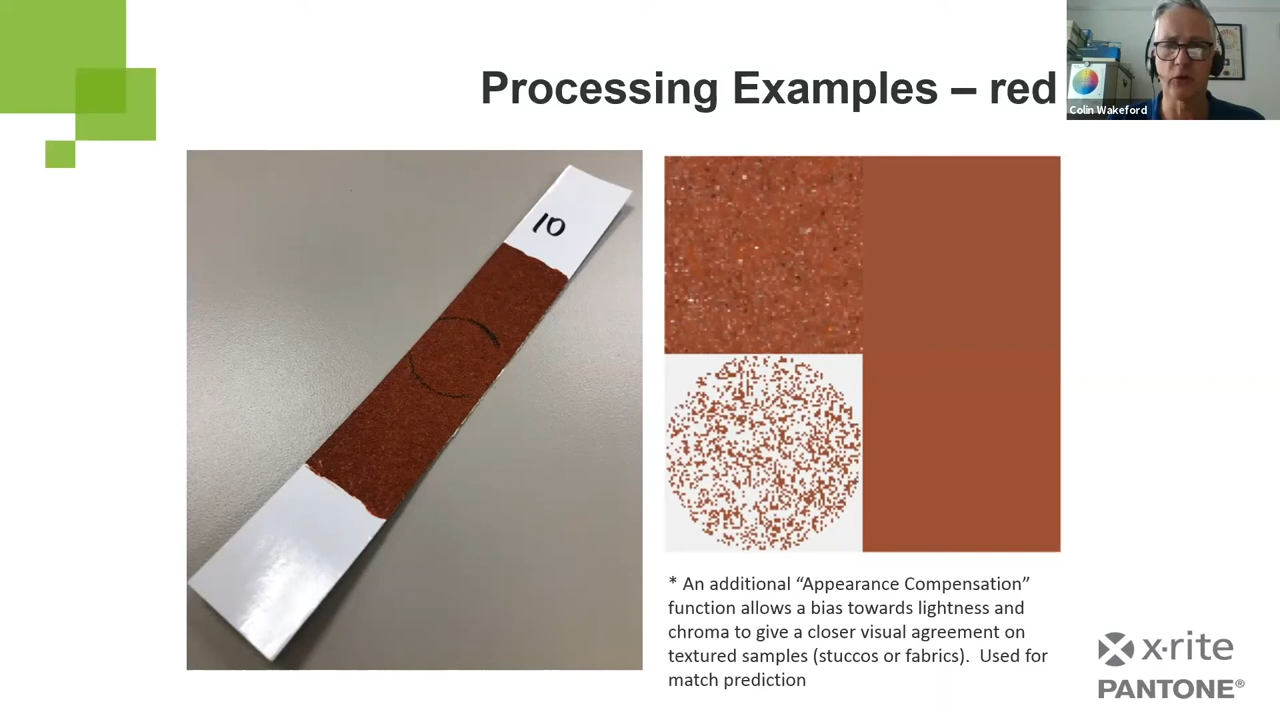 Processing Examples – red
Colin Wakeford
10
* An additional “Appearance Compensation”
function allows a bias towards lightness and
chroma to give a closer visual agreement on
textured samples (stuccos or fabrics).  Used for
match prediction
x·rite
PANTONE®